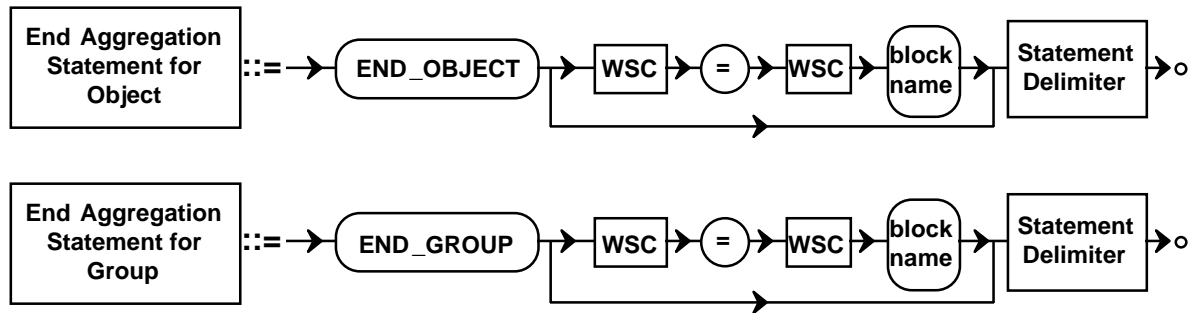 End Aggregation
Statement for
Object
::=
END_OBJECT
WSC
=
WSC
block
name
Statement
Delimiter
End Aggregation
Statement for
Group
::=
END_GROUP
WSC
=
WSC
block
name
Statement
Delimiter